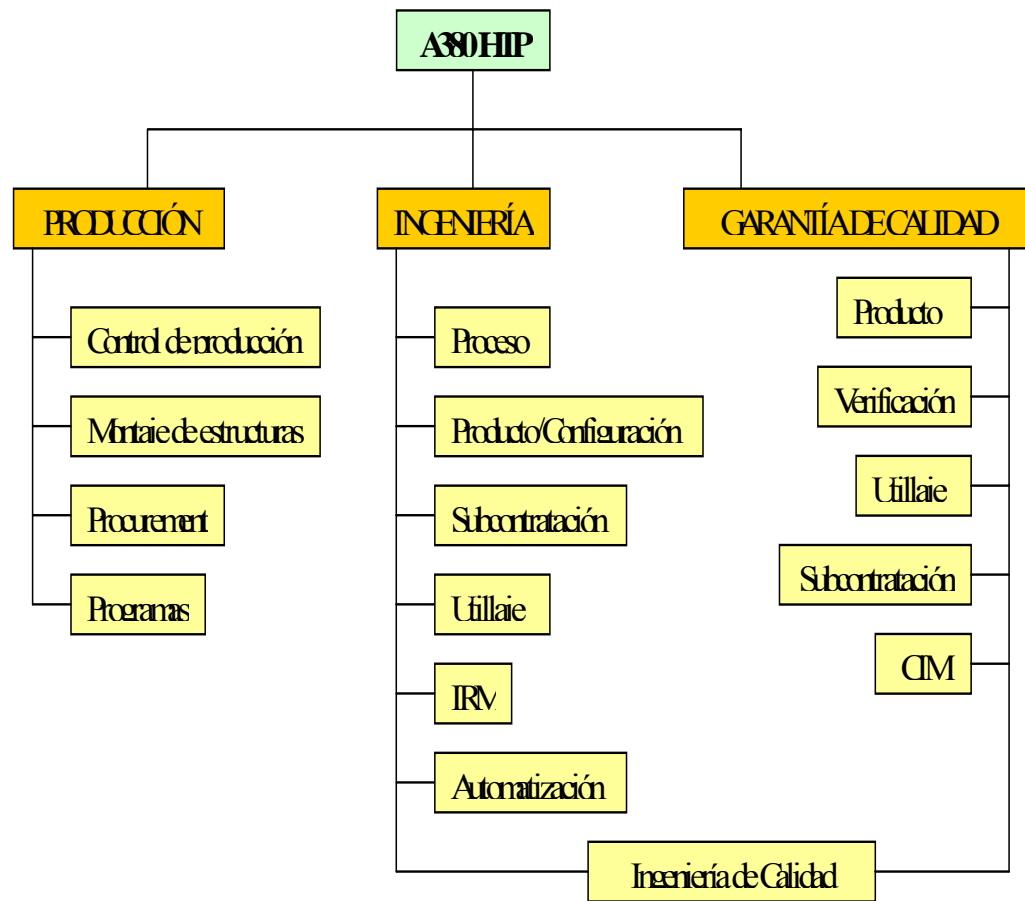 A380 HTP
PRODUCCIÓN
INGENIERÍA
GARANTÍA DE CALIDAD
Control de producción
Montaje de estructuras
Procurement
Programas
Proceso
Producto/Configuración
Subcontratación
Utillaje
IRM
Automatización
Producto
Verificación
Utillaje
Subcontratación
CIM
Ingeniería de Calidad